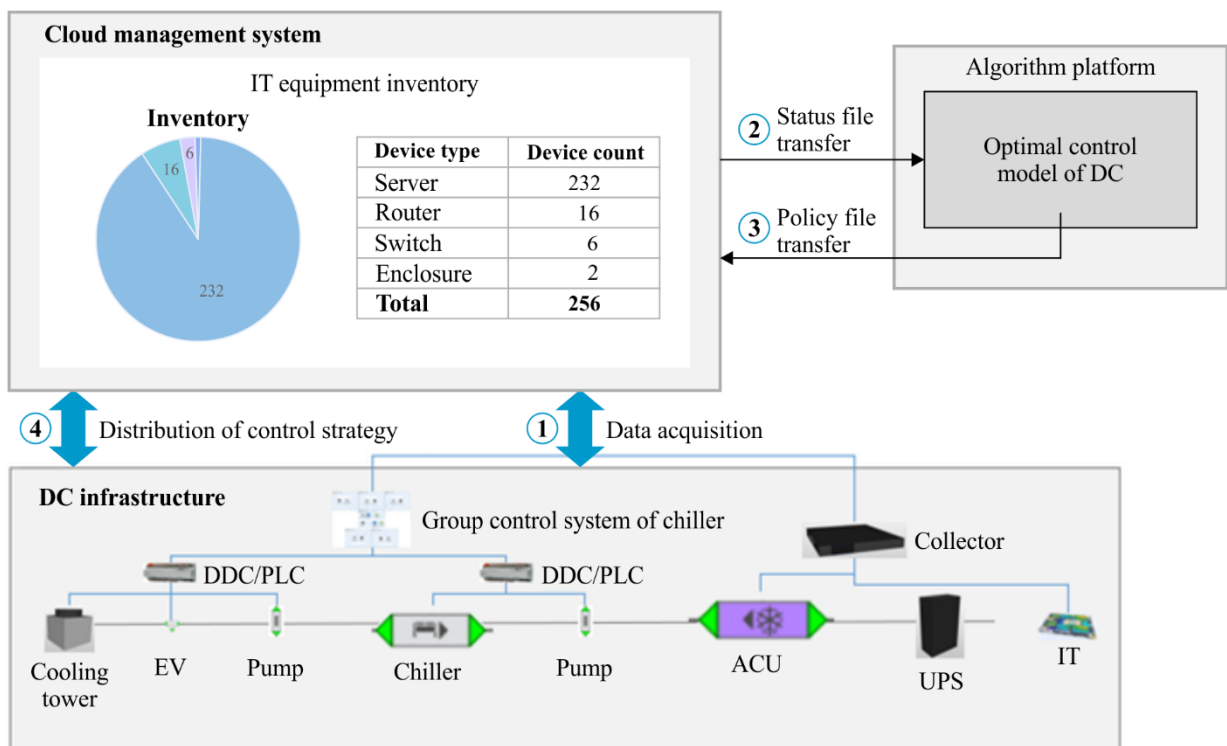 Cloud management system
IT equipment inventory
Inventory
6
16
232
Device type Device count
Server 232
Router 16
Switch 6
Enclosure 2
Total 256
2 Status file
transfer
3 Policy file
transfer
Algorithm platform
Optimal control
model of DC
4 Distribution of control strategy
1 Data acquisition
DC infrastructure
Group control system of chiller
Collector
DDC/PLC
DDC/PLC
Cooling
tower
EV
Pump
Chiller
Pump
ACU
UPS
IT